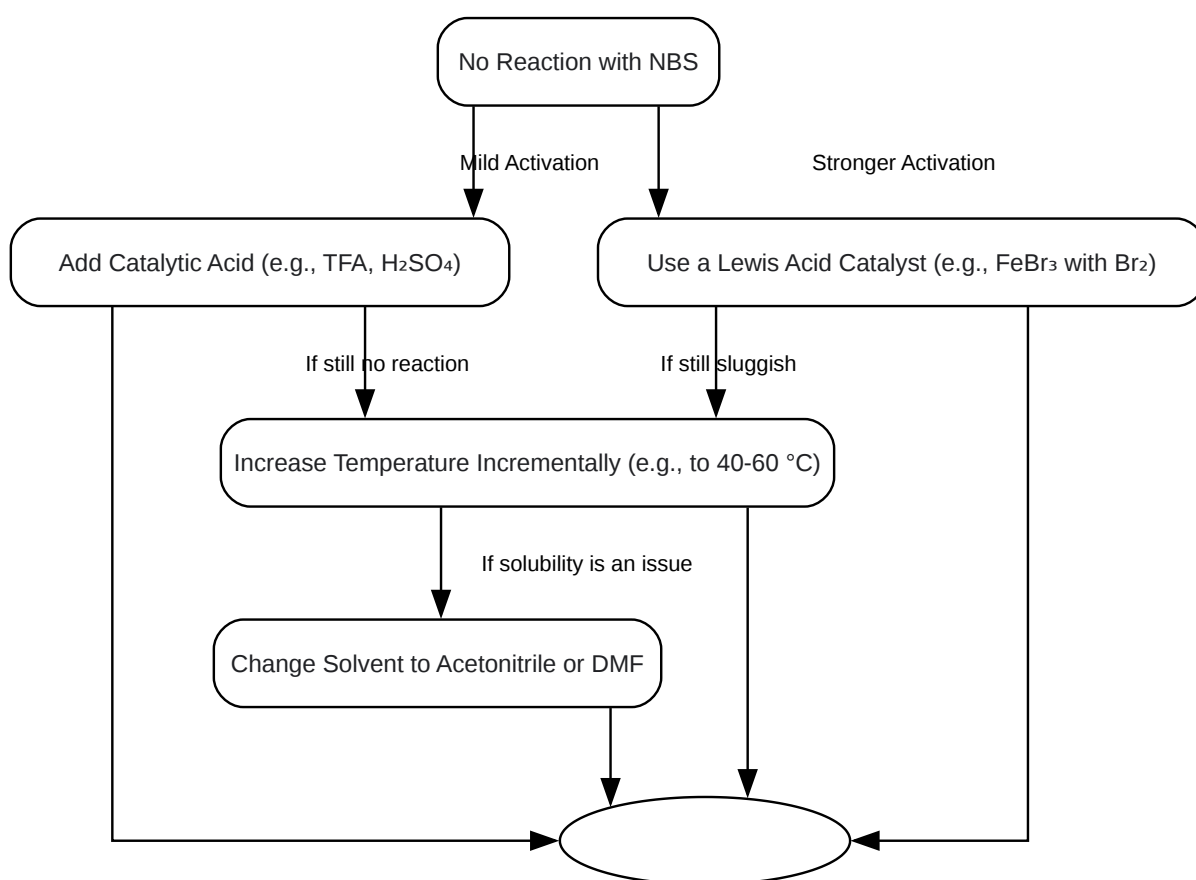 No Reaction with NBS
Mild Activation
Stronger Activation
Add Catalytic Acid (e.g., TFA, H₂SO₄)
Use a Lewis Acid Catalyst (e.g., FeBr₃ with Br₂)
If still no reaction
If still sluggish
Increase Temperature Incrementally (e.g., to 40-60 °C)
If solubility is an issue
Change Solvent to Acetonitrile or DMF